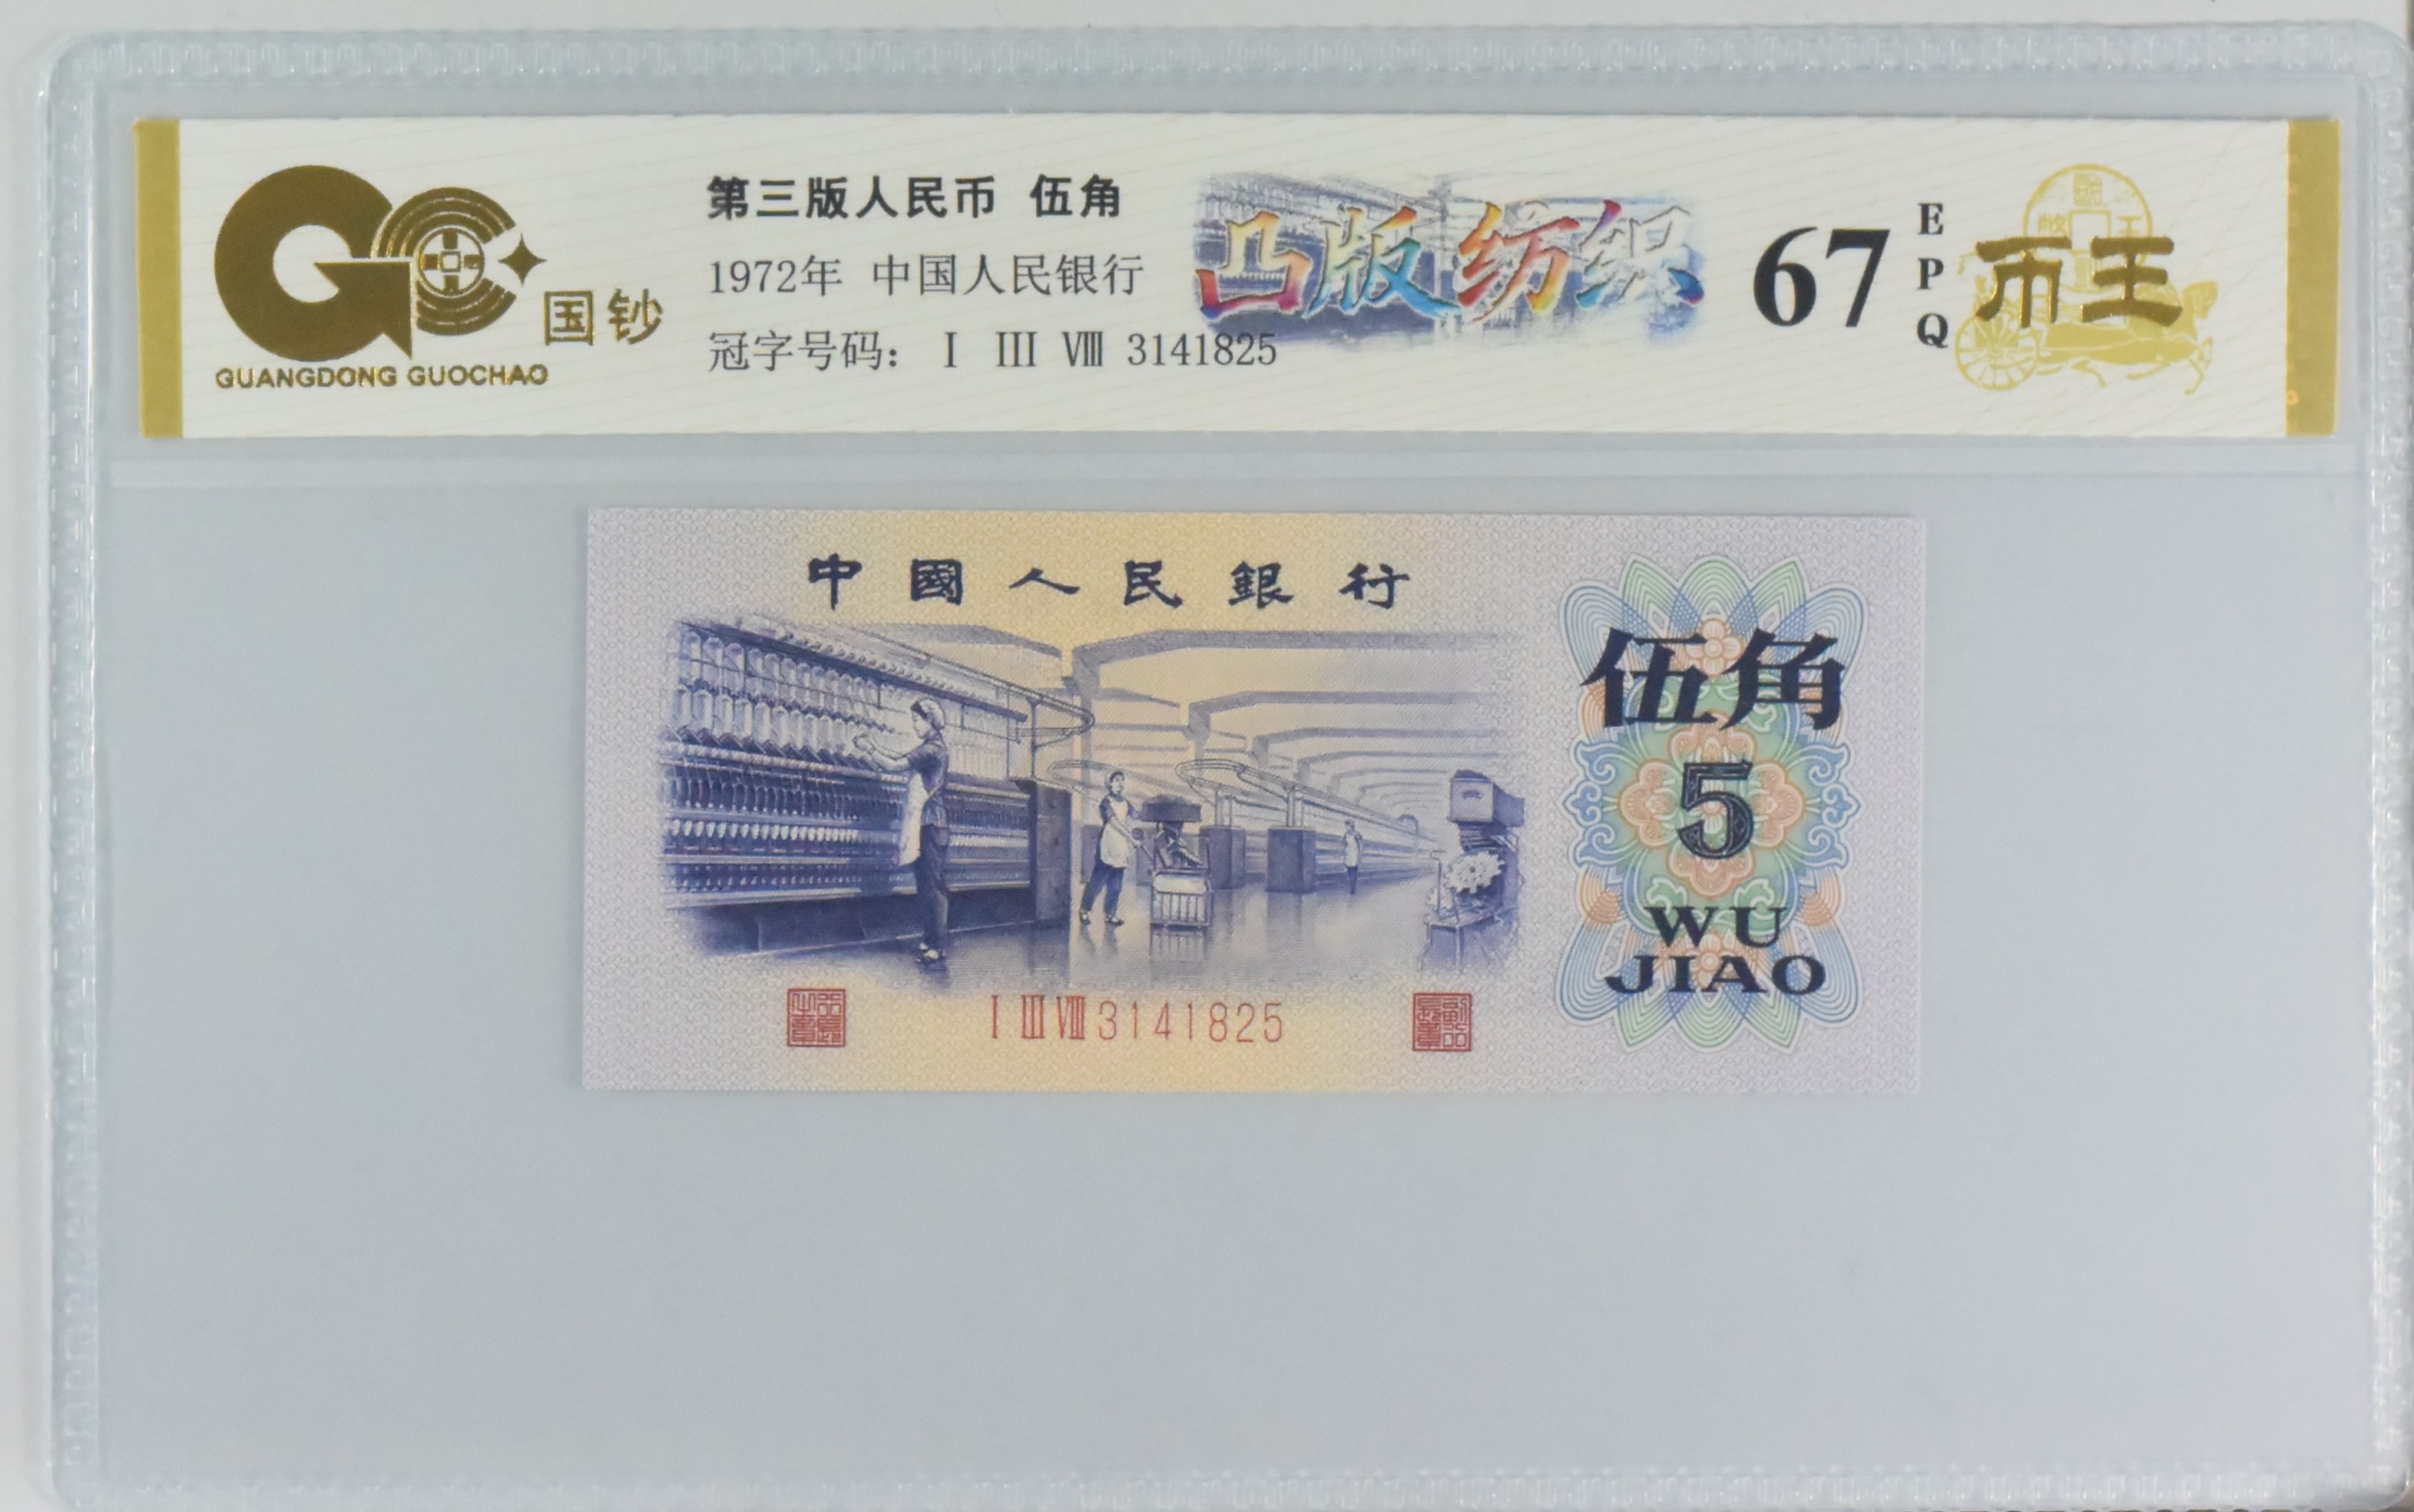 国钞
GUANGDONG GUOCHAO
第三版人民币 伍角
1972年 中国人民银行
冠字号码： I III VIII 3141825
凸版纺织
67
EPQ
币王
中國人民銀行
伍角
5
WU
JIAO
I III VIII 3141825